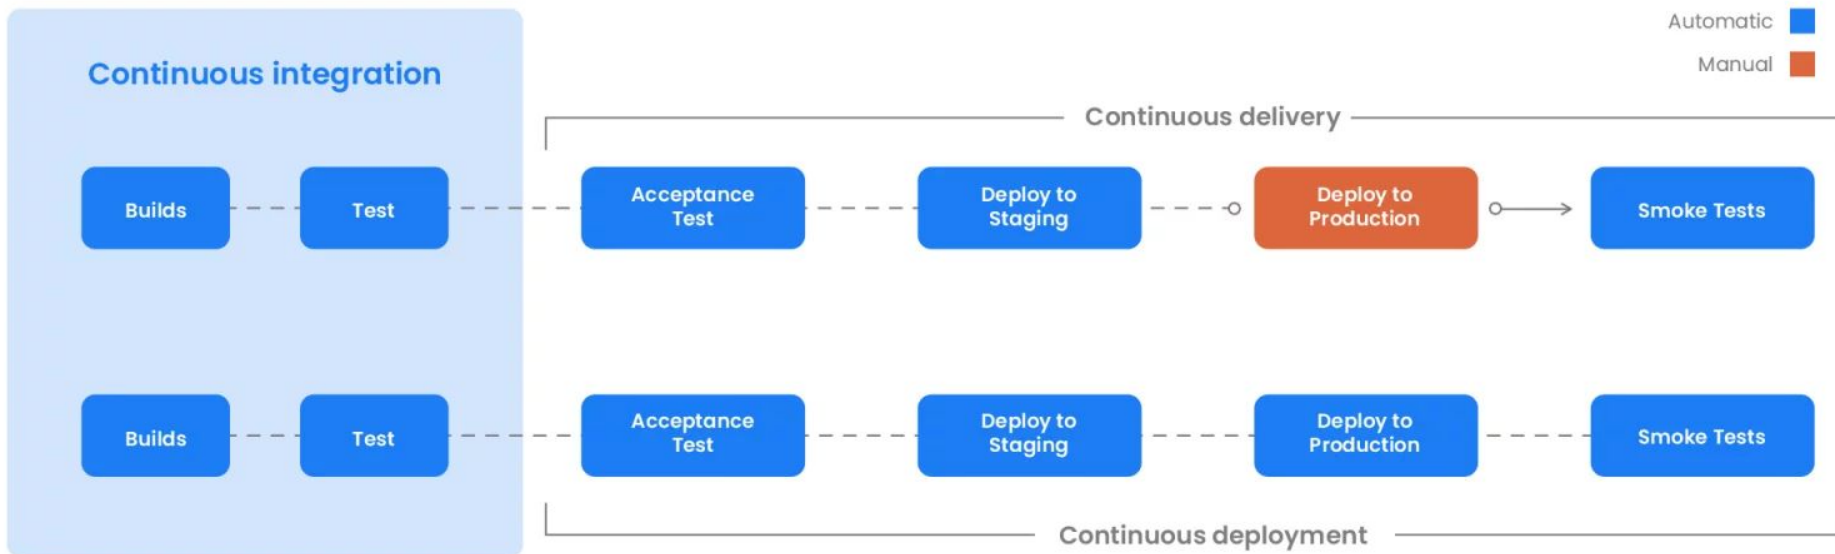 Automatic
Manual
Continuous integration
Continuous delivery
Builds
Test
Acceptance
Test
Deploy to
Staging
Deploy to
Production
Smoke Tests
Builds
Test
Acceptance
Test
Deploy to
Staging
Deploy to
Production
Smoke Tests
Continuous deployment